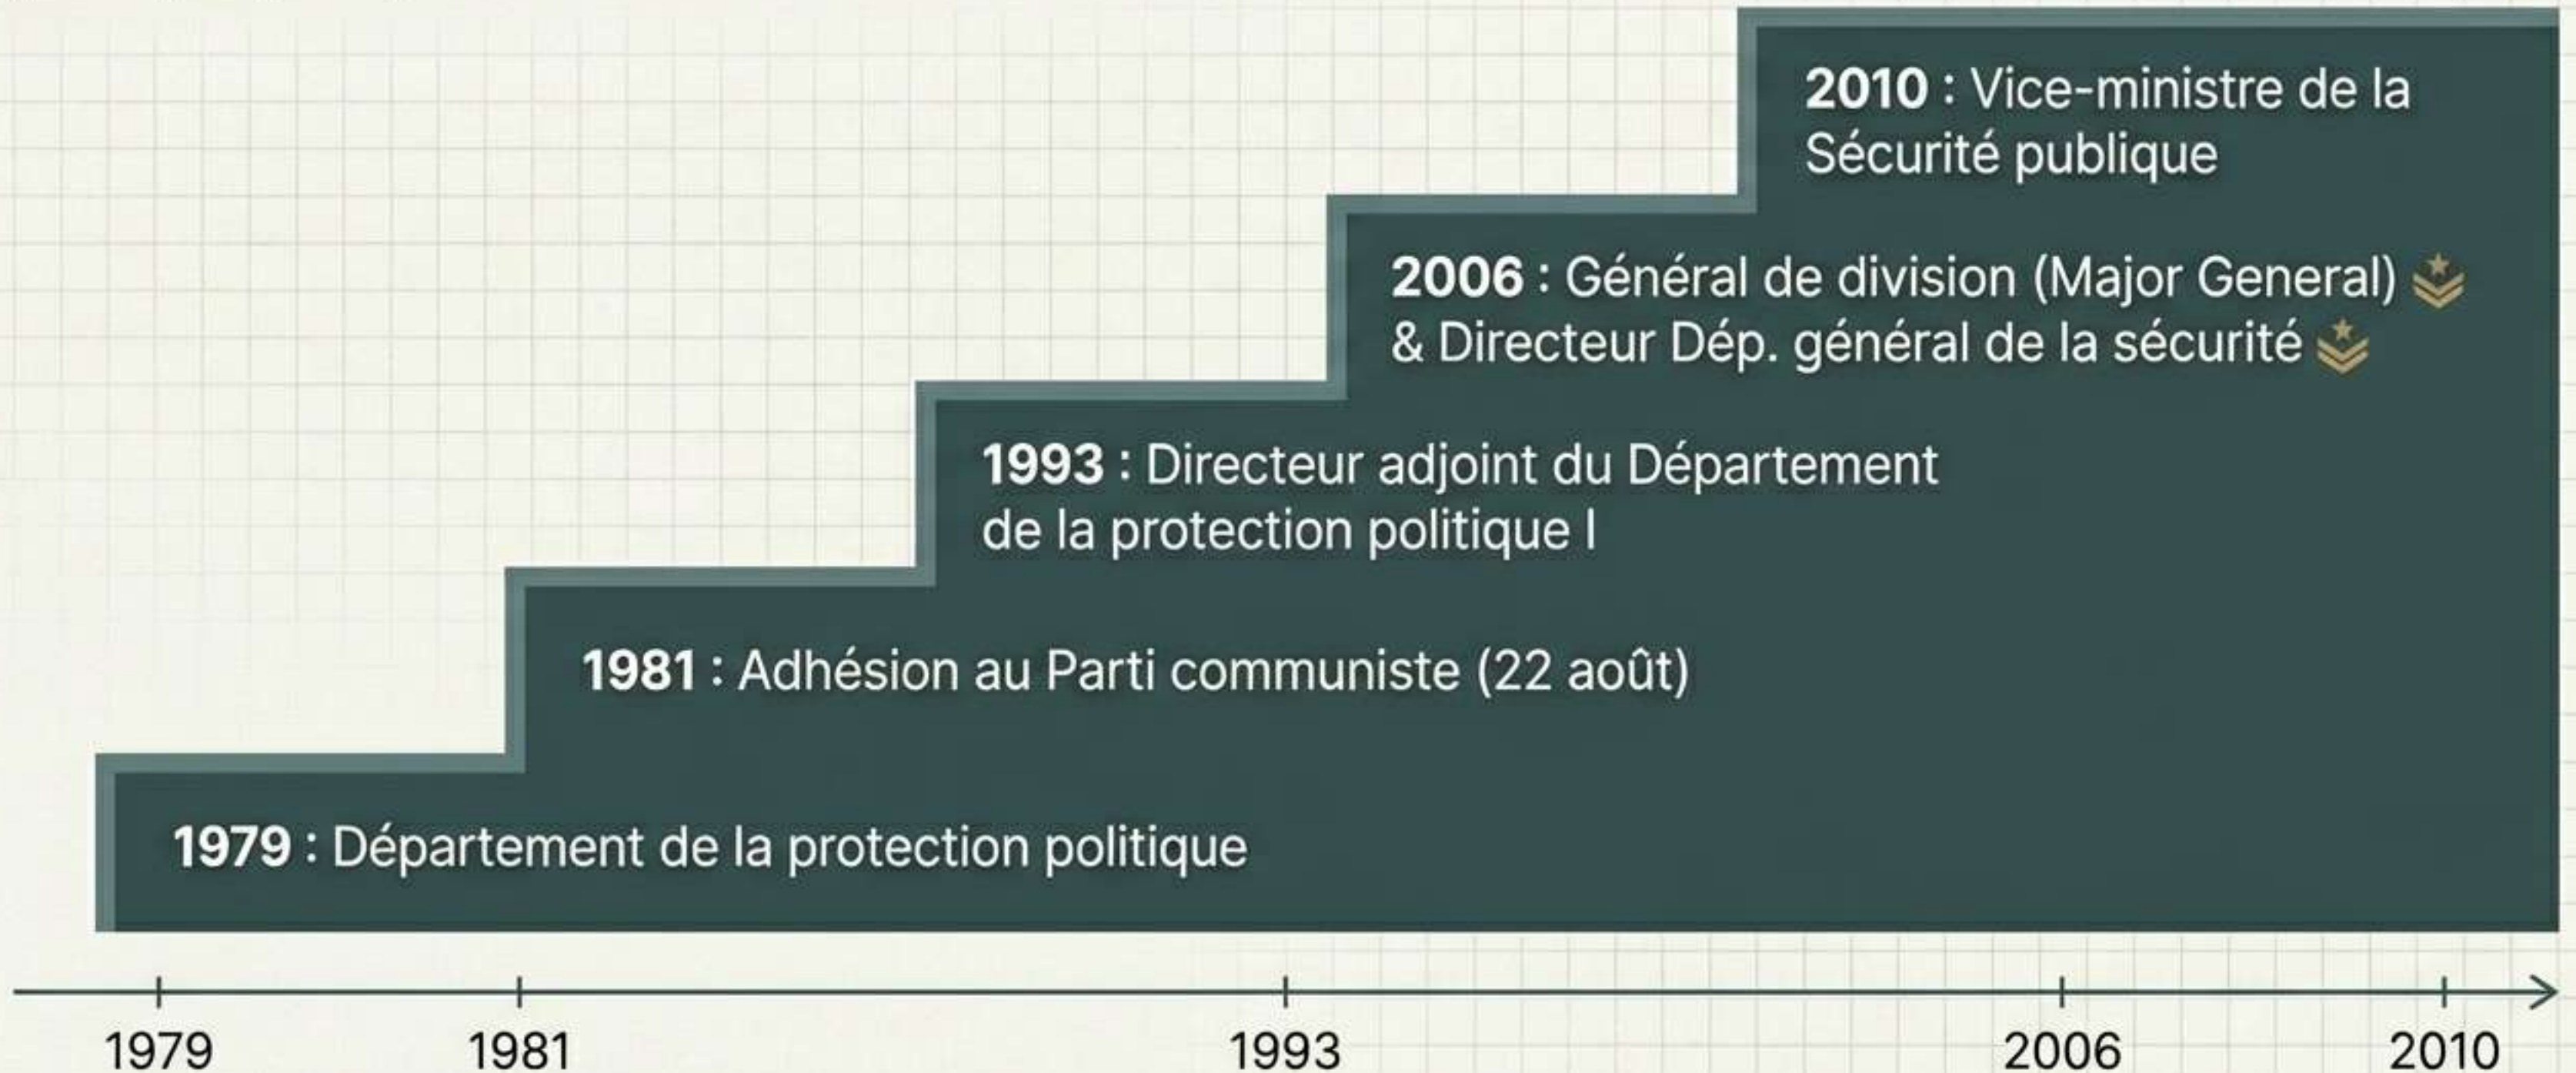 2010 : Vice-ministre de la
Sécurité publique
2006 : Général de division (Major General)
& Directeur Dép. général de la sécurité
1993 : Directeur adjoint du Département
de la protection politique I
1981 : Adhésion au Parti communiste (22 août)
1979 : Département de la protection politique
1979 1981 1993 2006 2010